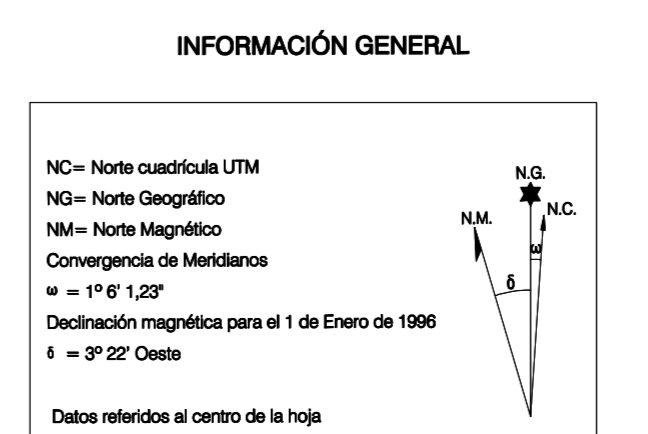 INFORMACIÓN GENERAL
NC= Norte cuadrícula UTM
NG= Norte Geográfico
NM= Norte Magnético
Convergencia de Meridianos
ω = 1º 6' 1,23"
Declinación magnética para el 1 de Enero de 1996
δ = 3º 22' Oeste
Datos referidos al centro de la hoja
N.G.
N.M.
N.C.
ω
δ